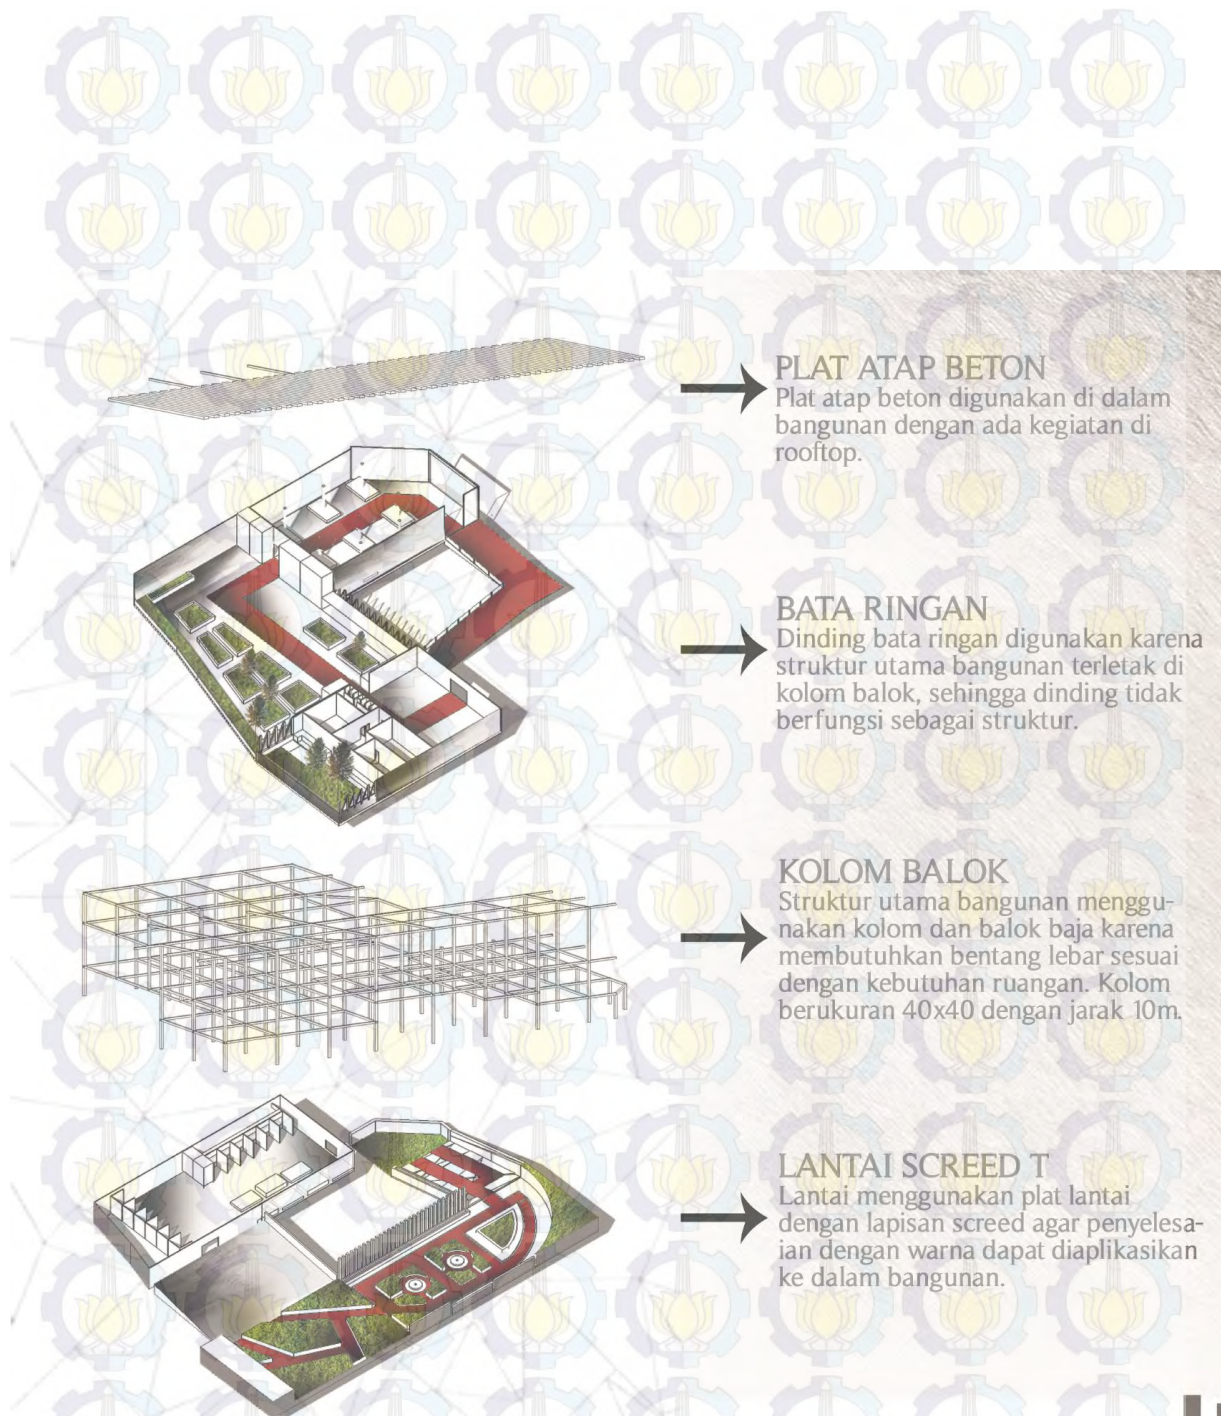 PLAT ATAP BETON
Plat atap beton digunakan di dalam
bangunan dengan ada kegiatan di
rooftop.
BATA RINGAN
Dinding bata ringan digunakan karena
struktur utama bangunan terletak di
kolom balok, sehingga dinding tidak
berfungsi sebagai struktur.
KOLOM BALOK
Struktur utama bangunan menggu-
nakan kolom dan balok baja karena
membutuhkan bentang lebar sesuai
dengan kebutuhan ruangan. Kolom
berukuran 40x40 dengan jarak 10m.
LANTAI SCREED T
Lantai menggunakan plat lantai
dengan lapisan screed agar penyelesa-
ian dengan warna dapat diaplikasikan
ke dalam bangunan.